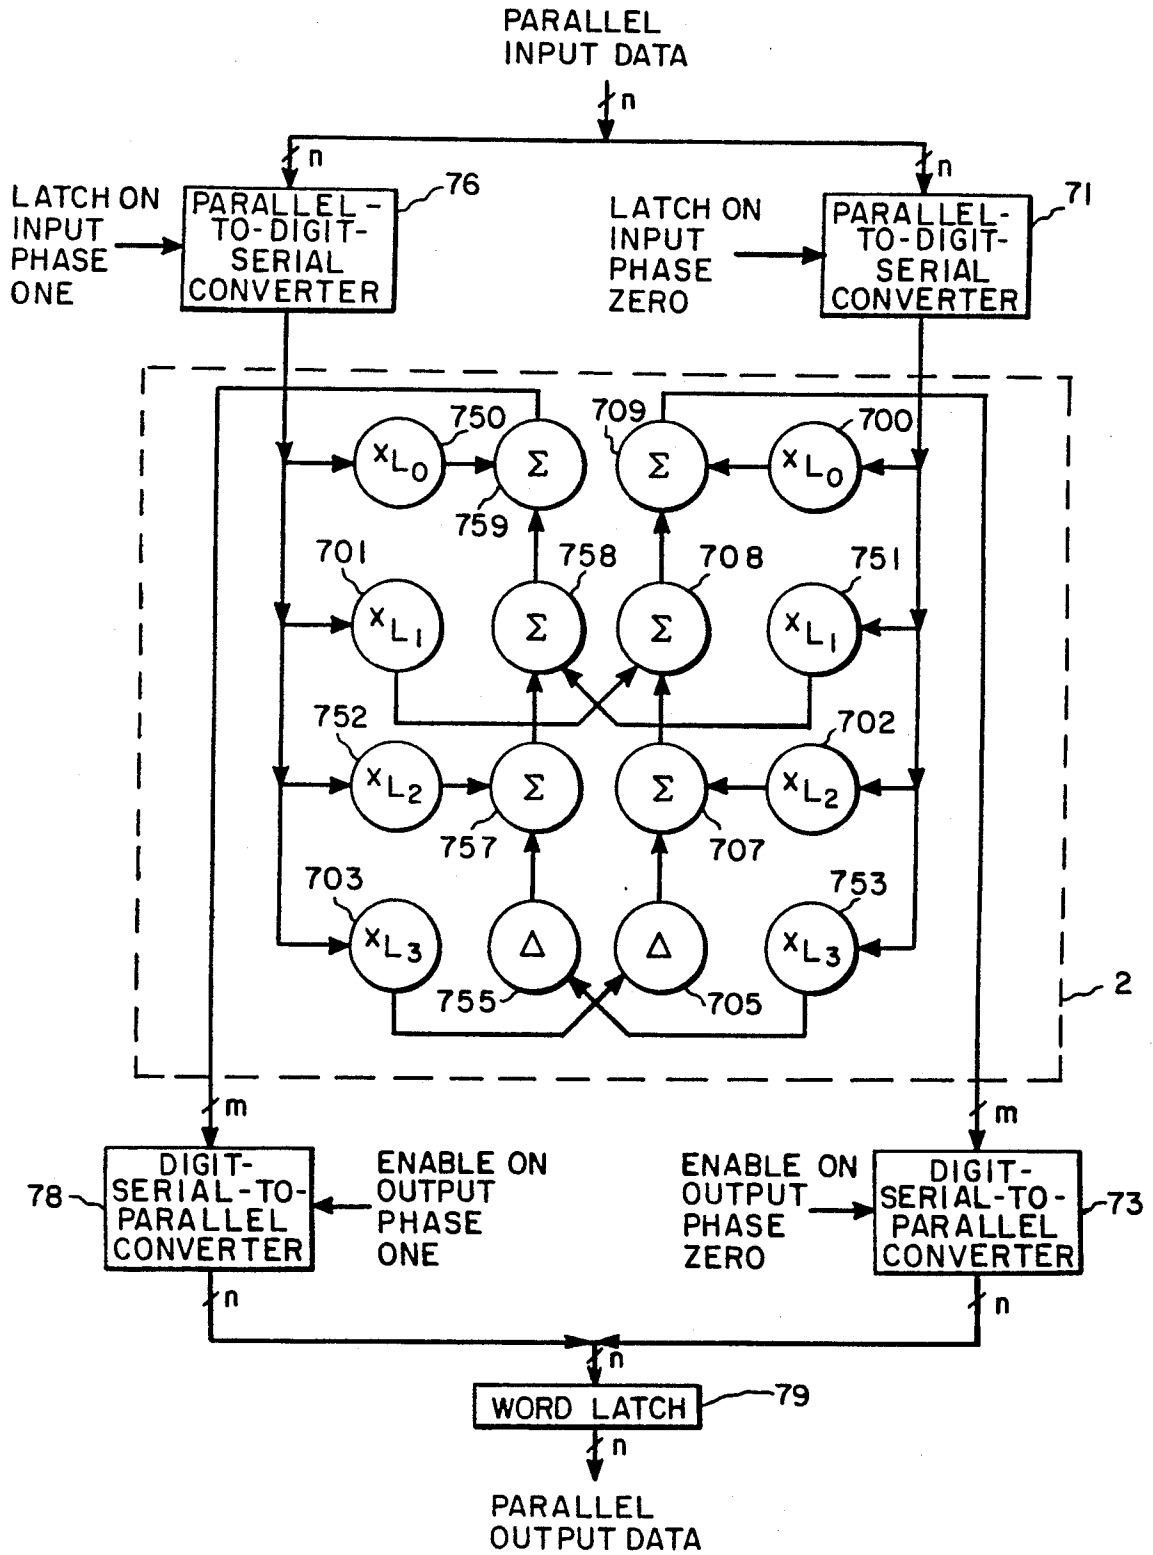 PARALLEL
INPUT DATA
n
n
n
LATCH ON
INPUT
PHASE
ONE
PARALLEL-
TO-DIGIT-
SERIAL
CONVERTER
76
LATCH ON
INPUT
PHASE
ZERO
PARALLEL-
TO-DIGIT-
SERIAL
CONVERTER
71
750
709
700
xL0
Σ
Σ
xL0
759
701
758
708
751
xL1
Σ
Σ
xL1
752
702
xL2
Σ
Σ
xL2
757
707
703
753
xL3
Δ
Δ
xL3
755
705
2
m
m
DIGIT-
SERIAL-TO-
PARALLEL
CONVERTER
78
ENABLE ON
OUTPUT
PHASE
ONE
ENABLE ON
OUTPUT
PHASE
ZERO
DIGIT-
SERIAL-TO-
PARALLEL
CONVERTER
73
n
n
n
WORD LATCH
79
n
PARALLEL
OUTPUT DATA